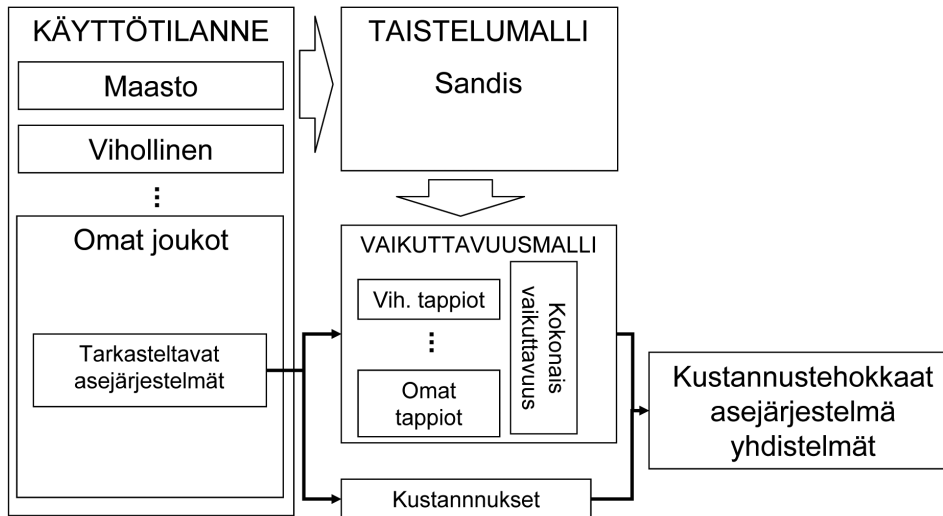 KÄYTTÖTILANNE
Maasto
Vihollinen
...
Omat joukot
Tarkasteltavat
asejärjestelmät
TAISTELUMALLI
Sandis
VAIKUTTAVUUSMALLI
Vih. tappiot
...
Omat
tappiot
Kokonais
vaikuttavuus
Kustannnukset
Kustannustehokkaat
asejärjestelmä
yhdistelmät